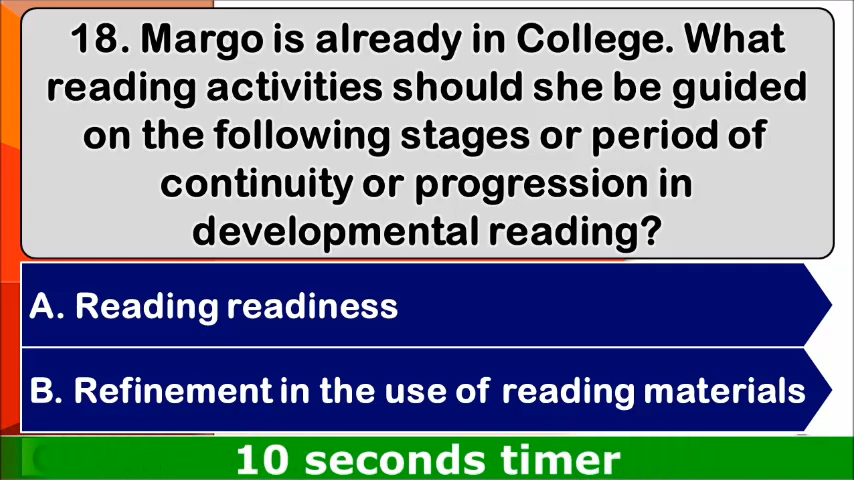 18. Margo is already in College. What
reading activities should she be guided
on the following stages or period of
continuity or progression in
developmental reading?
A. Reading readiness
B. Refinement in the use of reading materials
10 seconds timer